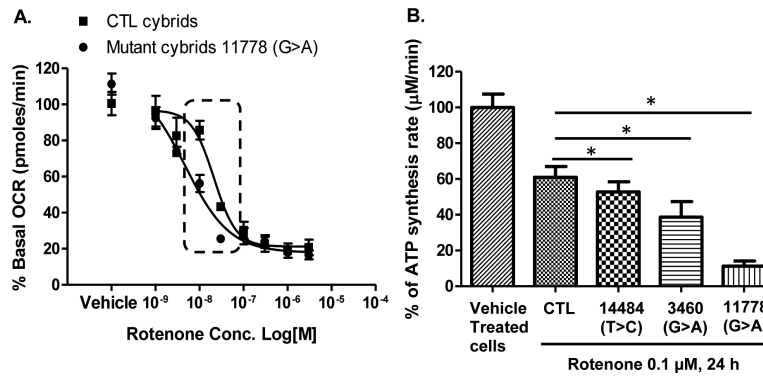 A.
CTL cybrids
Mutant cybrids 11778 (G>A)
% Basal OCR (pmoles/min)
120
100
80
60
40
20
0
Vehicle 10-9 10-8 10-7 10-6 10-5 10-4
Rotenone Conc. Log[M]
B.
% of ATP synthesis rate (μM/min)
120
100
80
60
40
20
0
*
*
*
Vehicle Treated cells
CTL
14484 (T>C)
3460 (G>A)
11778 (G>A)
Rotenone 0.1 μM, 24 h